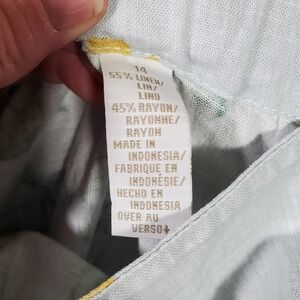 14
55% LINEN/
LIN/
LINO
45% RAYON/
RAYONNE/
RAYON
MADE IN
INDONESIA/
FABRIQUE EN
INDONÉSIE/
HECHO EN
INDONESIA
OVER AU
VERSO